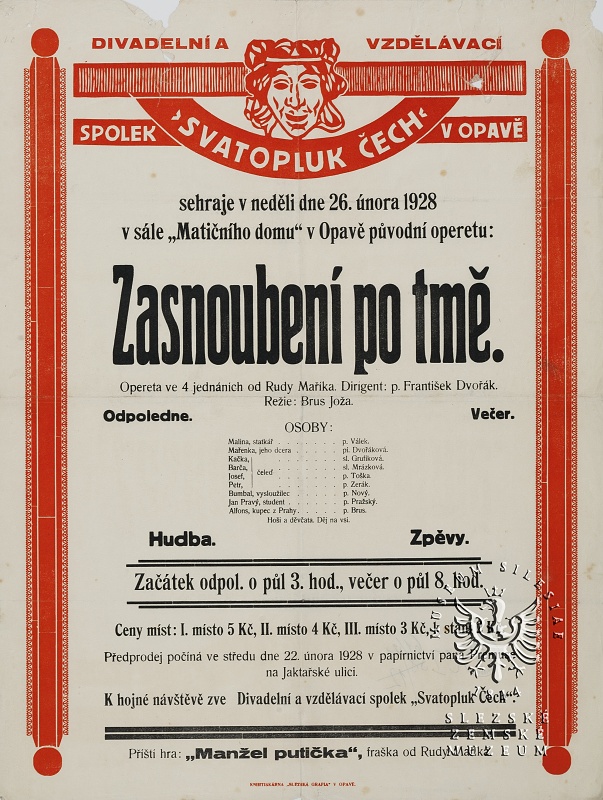 DIVADELNÍ A VZDĚLÁVACÍ
SPOLEK ›SVATOPLUK ČECH‹ V OPAVĚ
sehraje v neděli dne 26. února 1928
v sále „Matičního domu“ v Opavě původní operetu:
Zasnoubení po tmě.
Opereta ve 4 jednáních od Rudy Mařika. Dirigent: p. František Dvořák.
Režie: Brus Joža.
Odpoledne. Večer.
OSOBY:
Malina, statkář . . . . . . . . . p. Válek.
Mařenka, jeho dcera . . . . . . . pí. Dvořáková.
Kačka, sl. Grufíková.
Barča, sl. Mrázková.
čeleď . . . . . . .
Josef, p. Toška.
Petr, p. Zerák.
Bumbal, vysloužilec . . . . . . p. Nový.
Jan Pravý, student . . . . . . . p. Pražský.
Alfons, kupec z Prahy . . . . . . p. Brus.
Hoši a děvčata. Děj na vsi.
Hudba. Zpěvy.
Začátek odpol. o půl 3. hod., večer o půl 8. hod.
Ceny míst: I. místo 5 Kč, II. místo 4 Kč, III. místo 3 Kč,
Předprodej počíná ve středu dne 22. února 1928 v papírnictví pana
na Jaktařské ulici.
K hojné návštěvě zve Divadelní a vzdělávací spolek „Svatopluk Čech“.
Příští hra: „Manžel putička“, fraška od Rudy Mařika.
KNIHTISKÁRNA „SLEZSKÁ GRAFIA“ V OPAVĚ.
SLEZSKÉ
ZEMSKÉ
MUZEUM